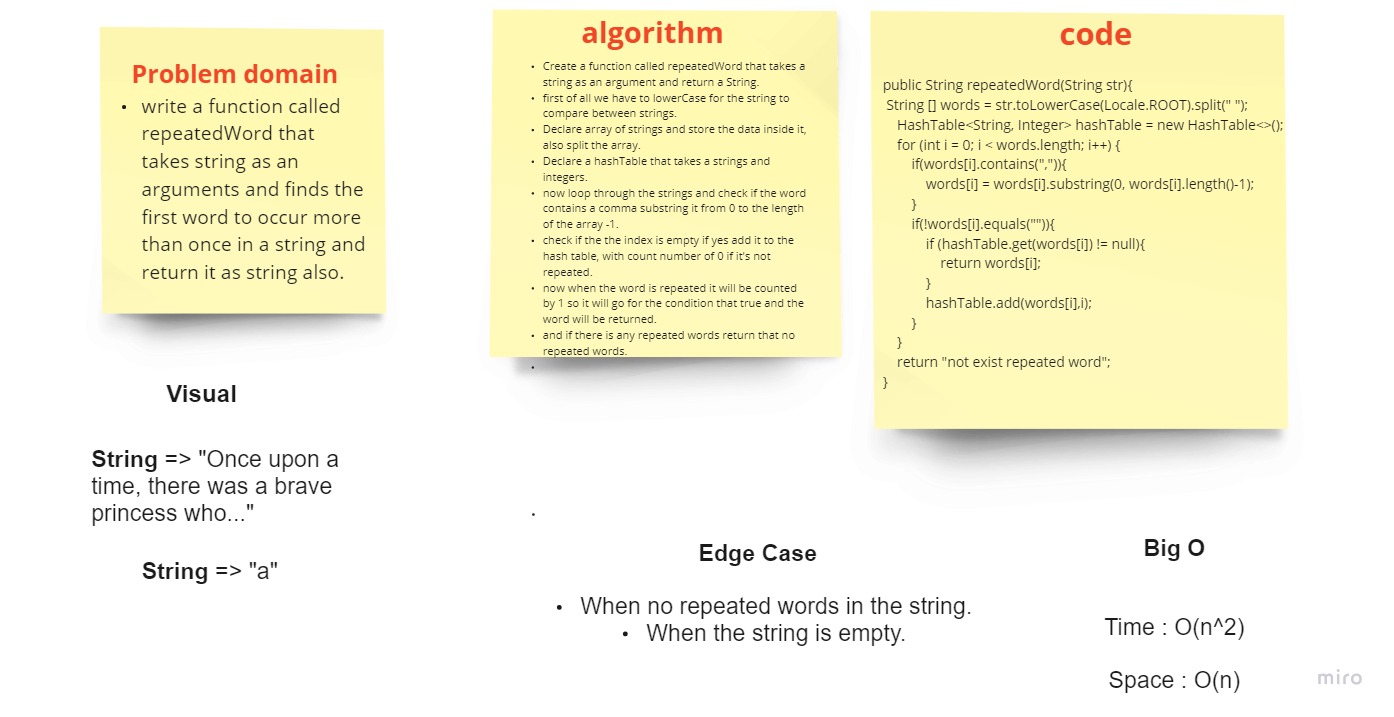 Problem domain
• write a function called
repeatedWord that
takes string as an
arguments and finds the
first word to occur more
than once in a string and
return it as string also.
Visual
String => "Once upon a
time, there was a brave
princess who..."
String => "a"
algorithm
• Create a function called repeatedWord that takes a
string as an argument and return a String.
• first of all we have to lowerCase for the string to
compare between strings.
• Declare array of strings and store the data inside it,
also split the array.
• Declare a hashTable that takes a strings and
integers.
• now loop through the strings and check if the word
contains a comma substring it from 0 to the length
of the array -1.
• check if the the index is empty if yes add it to the
hash table, with count number of 0 if it's not
repeated.
• now when the word is repeated it will be counted
by 1 so it will go for the condition that true and the
word will be returned.
• and if there is any repeated words return that no
repeated words.
•
code
public String repeatedWord(String str){
String [] words = str.toLowerCase(Locale.ROOT).split(" ");
HashTable<String, Integer> hashTable = new HashTable<>();
for (int i = 0; i < words.length; i++) {
if(words[i].contains(",")){
words[i] = words[i].substring(0, words[i].length()-1);
}
if(!words[i].equals("")){
if (hashTable.get(words[i]) != null){
return words[i];
}
hashTable.add(words[i],i);
}
}
return "not exist repeated word";
}
.
Edge Case
• When no repeated words in the string.
• When the string is empty.
Big O
Time : O(n^2)
Space : O(n)
miro